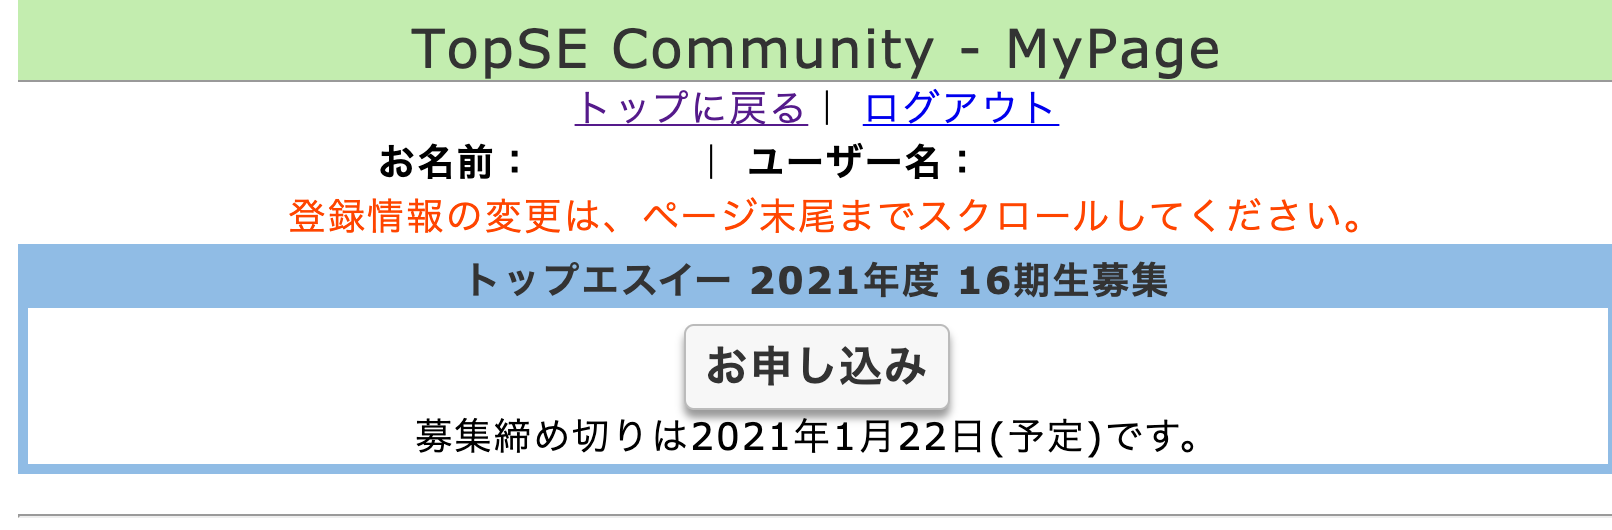 TopSE Community - MyPage
トップに戻る | ログアウト
お名前： | ユーザー名：
登録情報の変更は、ページ末尾までスクロールしてください。
トップエスイー 2021年度 16期生募集
お申し込み
募集締め切りは2021年1月22日(予定)です。